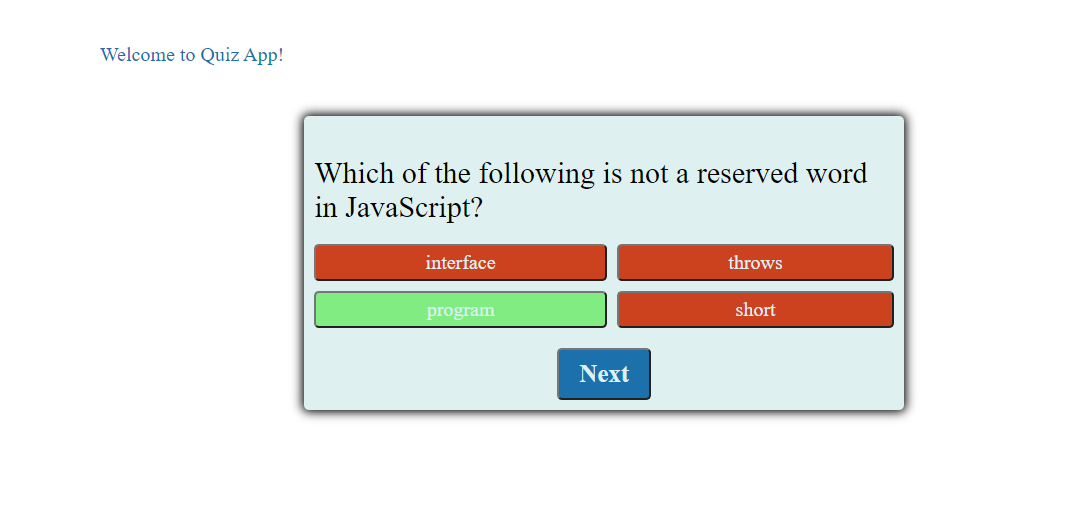 Welcome to Quiz App!
Which of the following is not a reserved word
in JavaScript?
interface
throws
program
short
Next